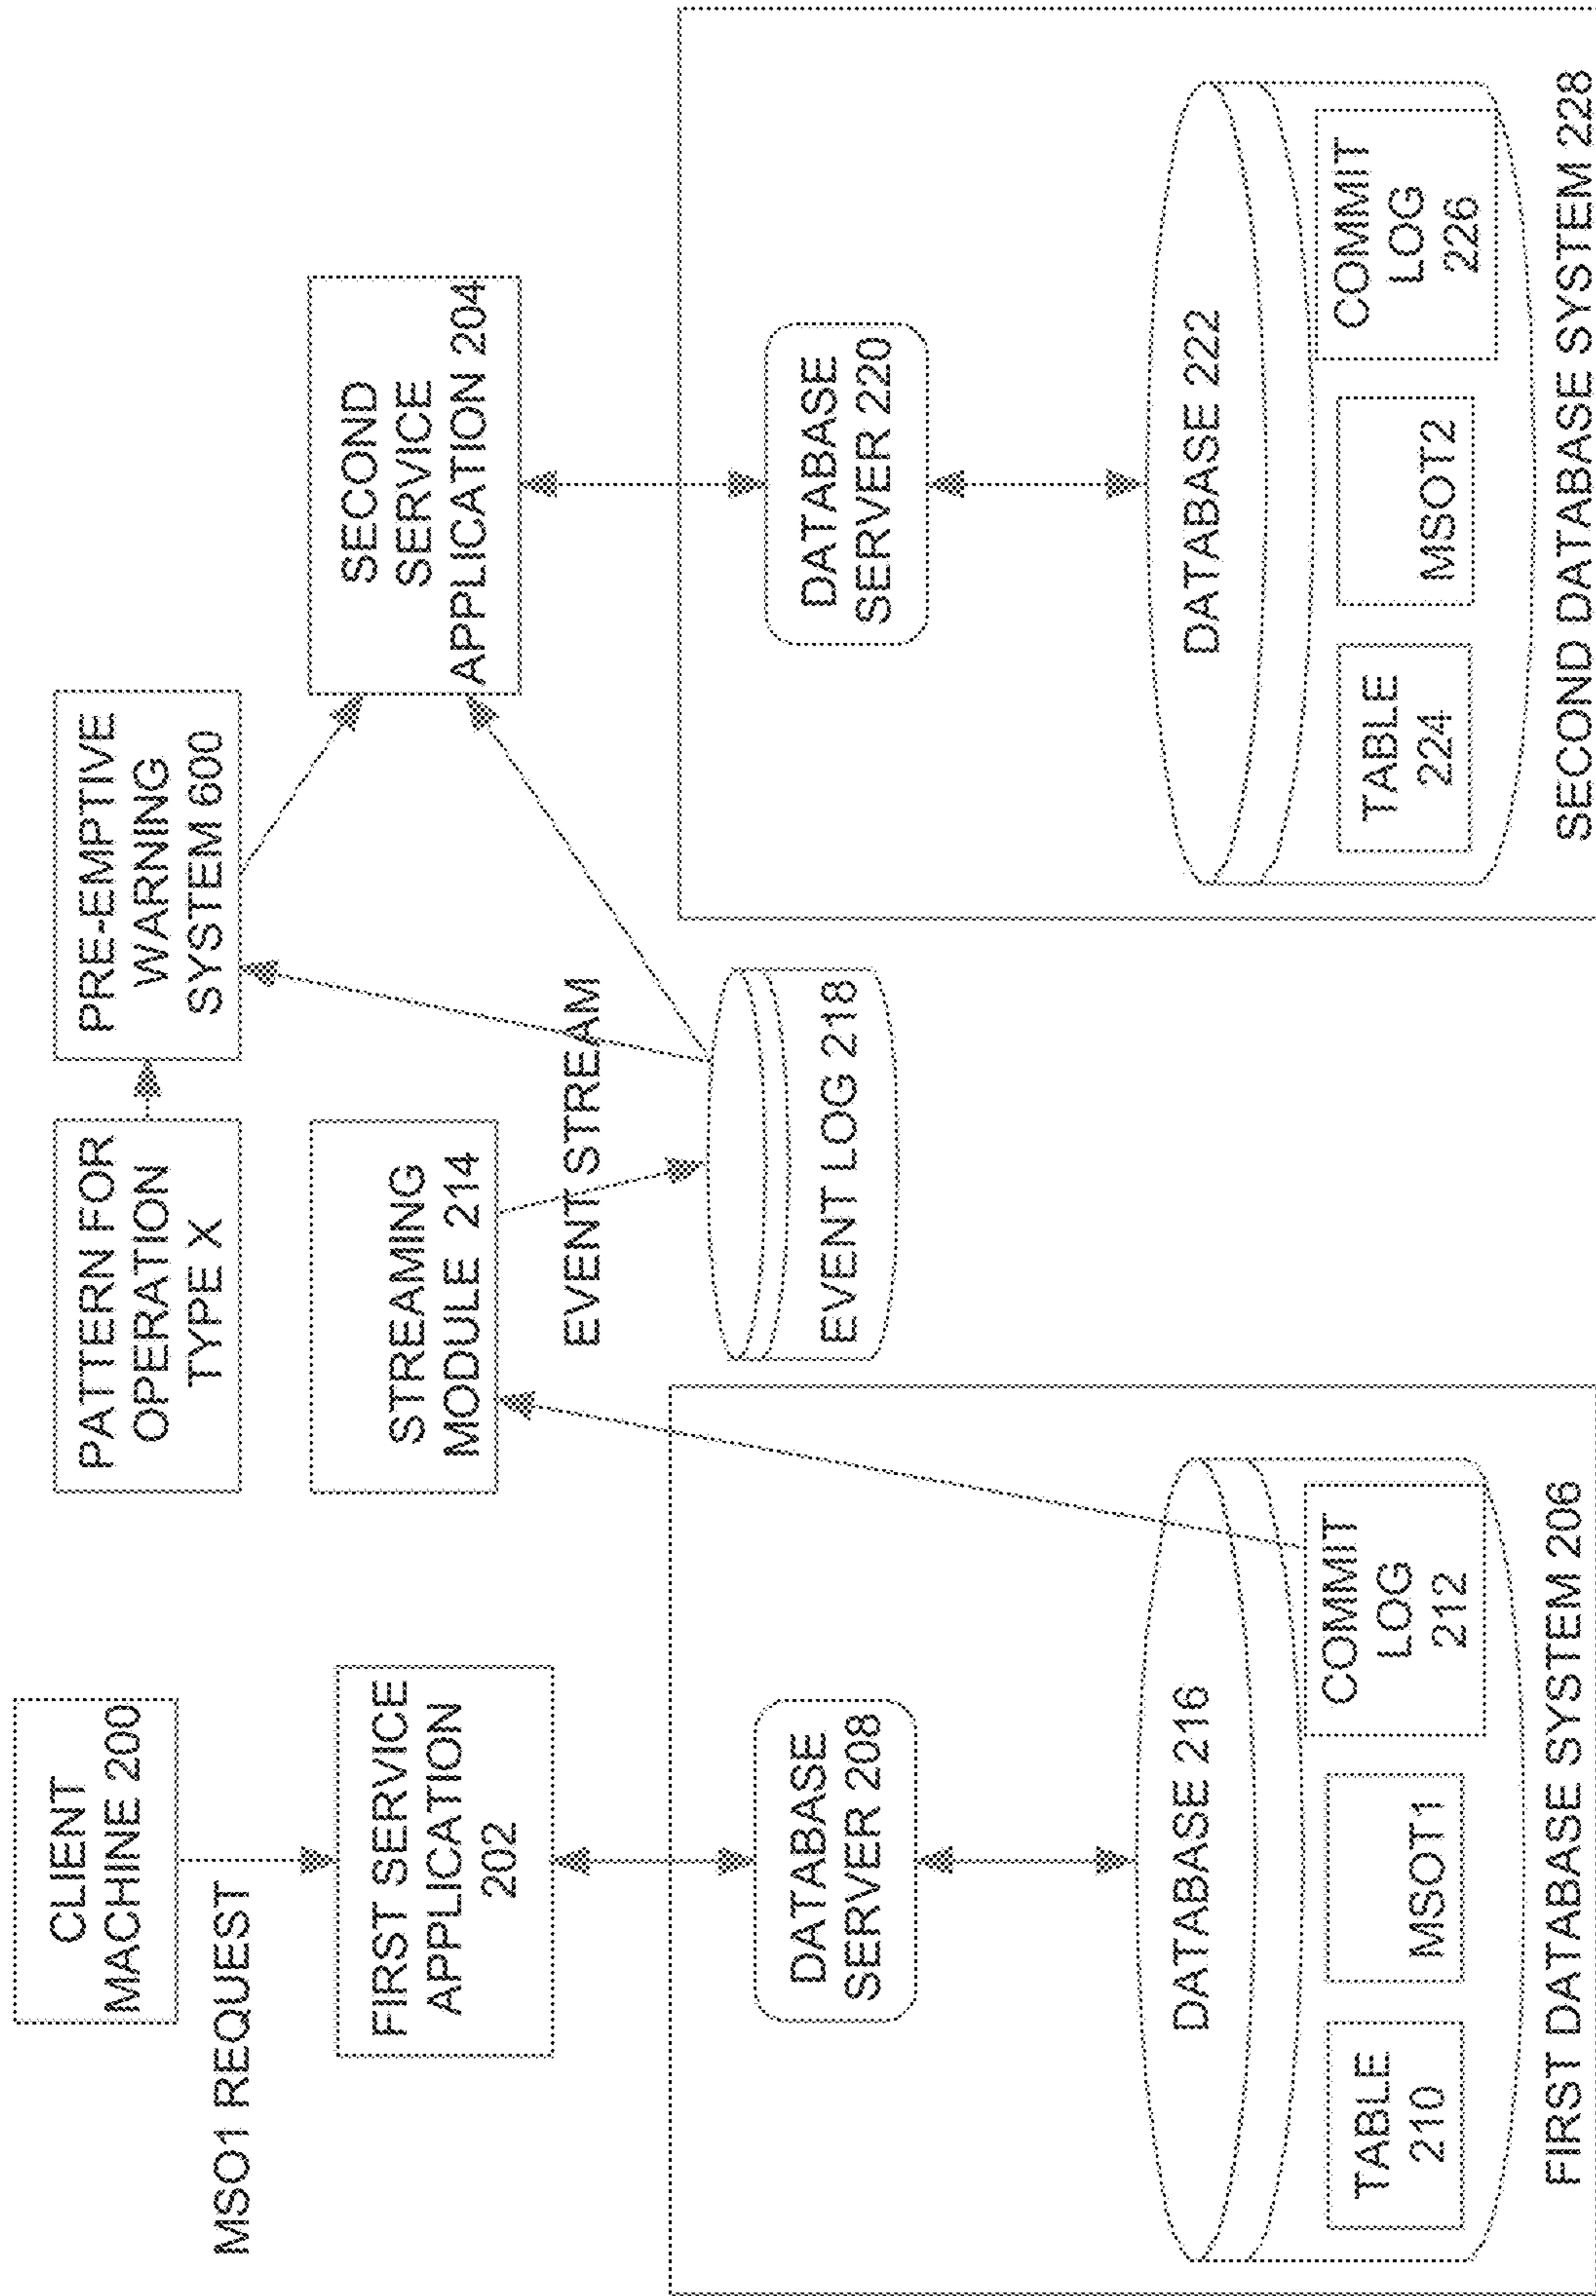 CLIENT
MACHINE 200
MSO1 REQUEST
FIRST SERVICE
APPLICATION
202
DATABASE
SERVER 208
DATABASE 216
TABLE
210
MSOT1
COMMIT
LOG
212
FIRST DATABASE SYSTEM 206
PATTERN FOR
OPERATION
TYPE X
PRE-EMPTIVE
WARNING
SYSTEM 600
STREAMING
MODULE 214
EVENT STREAM
EVENT LOG 218
SECOND
SERVICE
APPLICATION 204
DATABASE
SERVER 220
DATABASE 222
TABLE
224
MSOT2
COMMIT
LOG
226
SECOND DATABASE SYSTEM 228